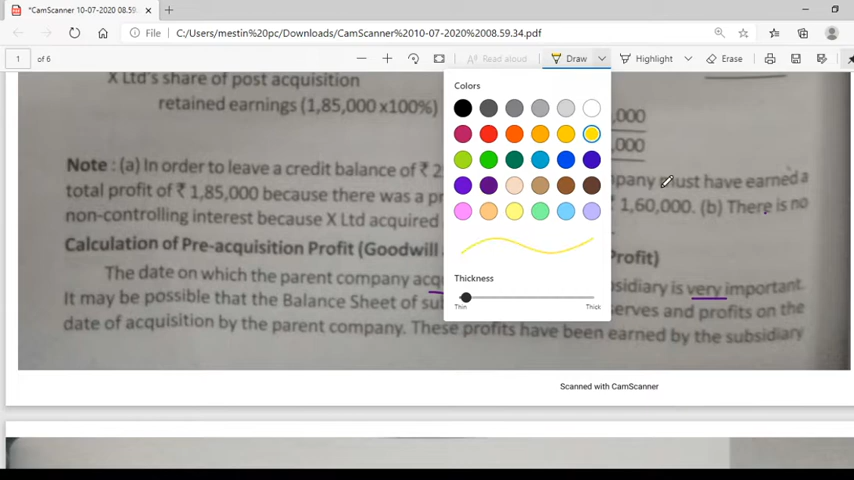 *CamScanner 10-07-2020 08.59.
File C:/Users/mestin%20pc/Downloads/CamScanner%2010-07-2020%2008.59.34.pdf
1 of 6 Read aloud Draw Highlight Erase
X Ltd's share of post acquisition
retained earnings (1,85,000 x100%)
,000
,000
Note : (a) In order to leave a credit balance of ₹ 2 must have earned a
total profit of ₹ 1,85,000 because there was a ₹ 1,60,000. (b) There is no
non-controlling interest because X Ltd acquired
Calculation of Pre-acquisition Profit (Goodwill Profit)
The date on which the parent company acq sidiary is very important.
It may be possible that the Balance Sheet of erves and profits on the
date of acquisition by the parent company. These profits have been earned by the subsidiary
Colors
Thickness
Thin Thick
Scanned with CamScanner